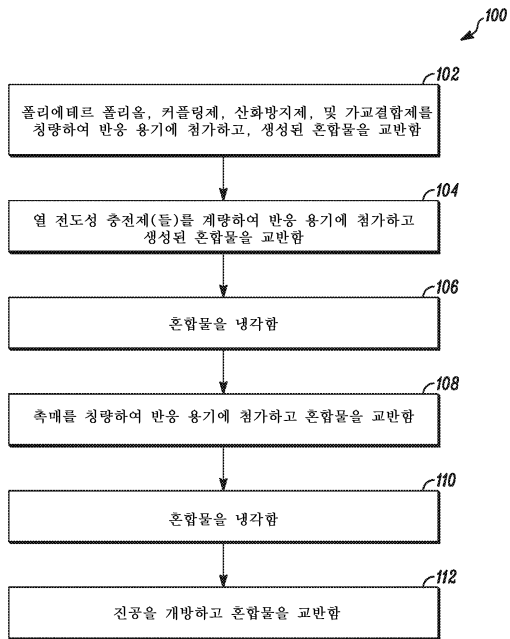 100
102
폴리에테르 폴리올, 커플링제, 산화방지제, 및 가교결합제를
칭량하여 반응 용기에 첨가하고, 생성된 혼합물을 교반함
104
열 전도성 충전제(들)를 계량하여 반응 용기에 첨가하고
생성된 혼합물을 교반함
106
혼합물을 냉각함
108
촉매를 칭량하여 반응 용기에 첨가하고 혼합물을 교반함
110
혼합물을 냉각함
112
진공을 개방하고 혼합물을 교반함